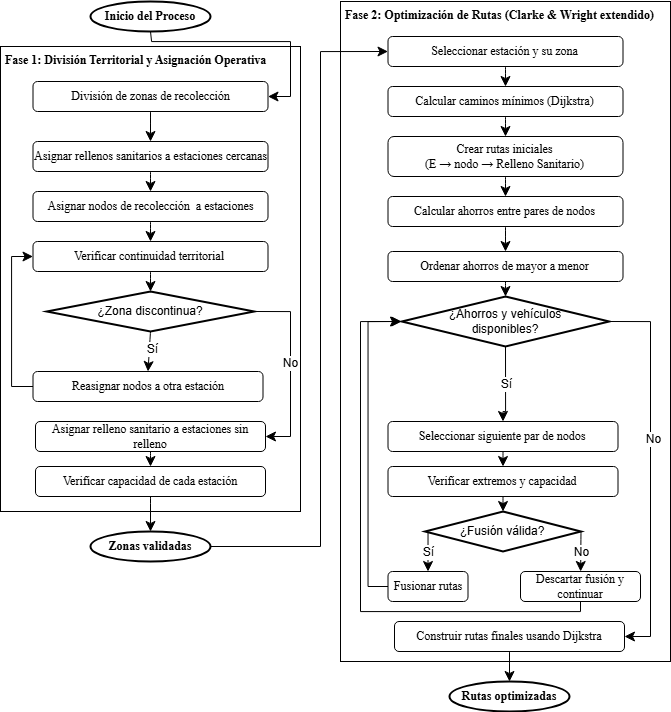 Inicio del Proceso
Fase 1: División Territorial y Asignación Operativa
División de zonas de recolección
Asignar rellenos sanitarios a estaciones cercanas
Asignar nodos de recolección a estaciones
Verificar continuidad territorial
¿Zona discontinua?
Sí
No
Reasignar nodos a otra estación
Asignar relleno sanitario a estaciones sin
relleno
Verificar capacidad de cada estación
Zonas validadas
Fase 2: Optimización de Rutas (Clarke & Wright extendido)
Seleccionar estación y su zona
Calcular caminos mínimos (Dijkstra)
Crear rutas iniciales
(E → nodo → Relleno Sanitario)
Calcular ahorros entre pares de nodos
Ordenar ahorros de mayor a menor
¿Ahorros y vehículos
disponibles?
Sí
No
Seleccionar siguiente par de nodos
Verificar extremos y capacidad
¿Fusión válida?
Sí
No
Fusionar rutas
Descartar fusión y
continuar
Construir rutas finales usando Dijkstra
Rutas optimizadas